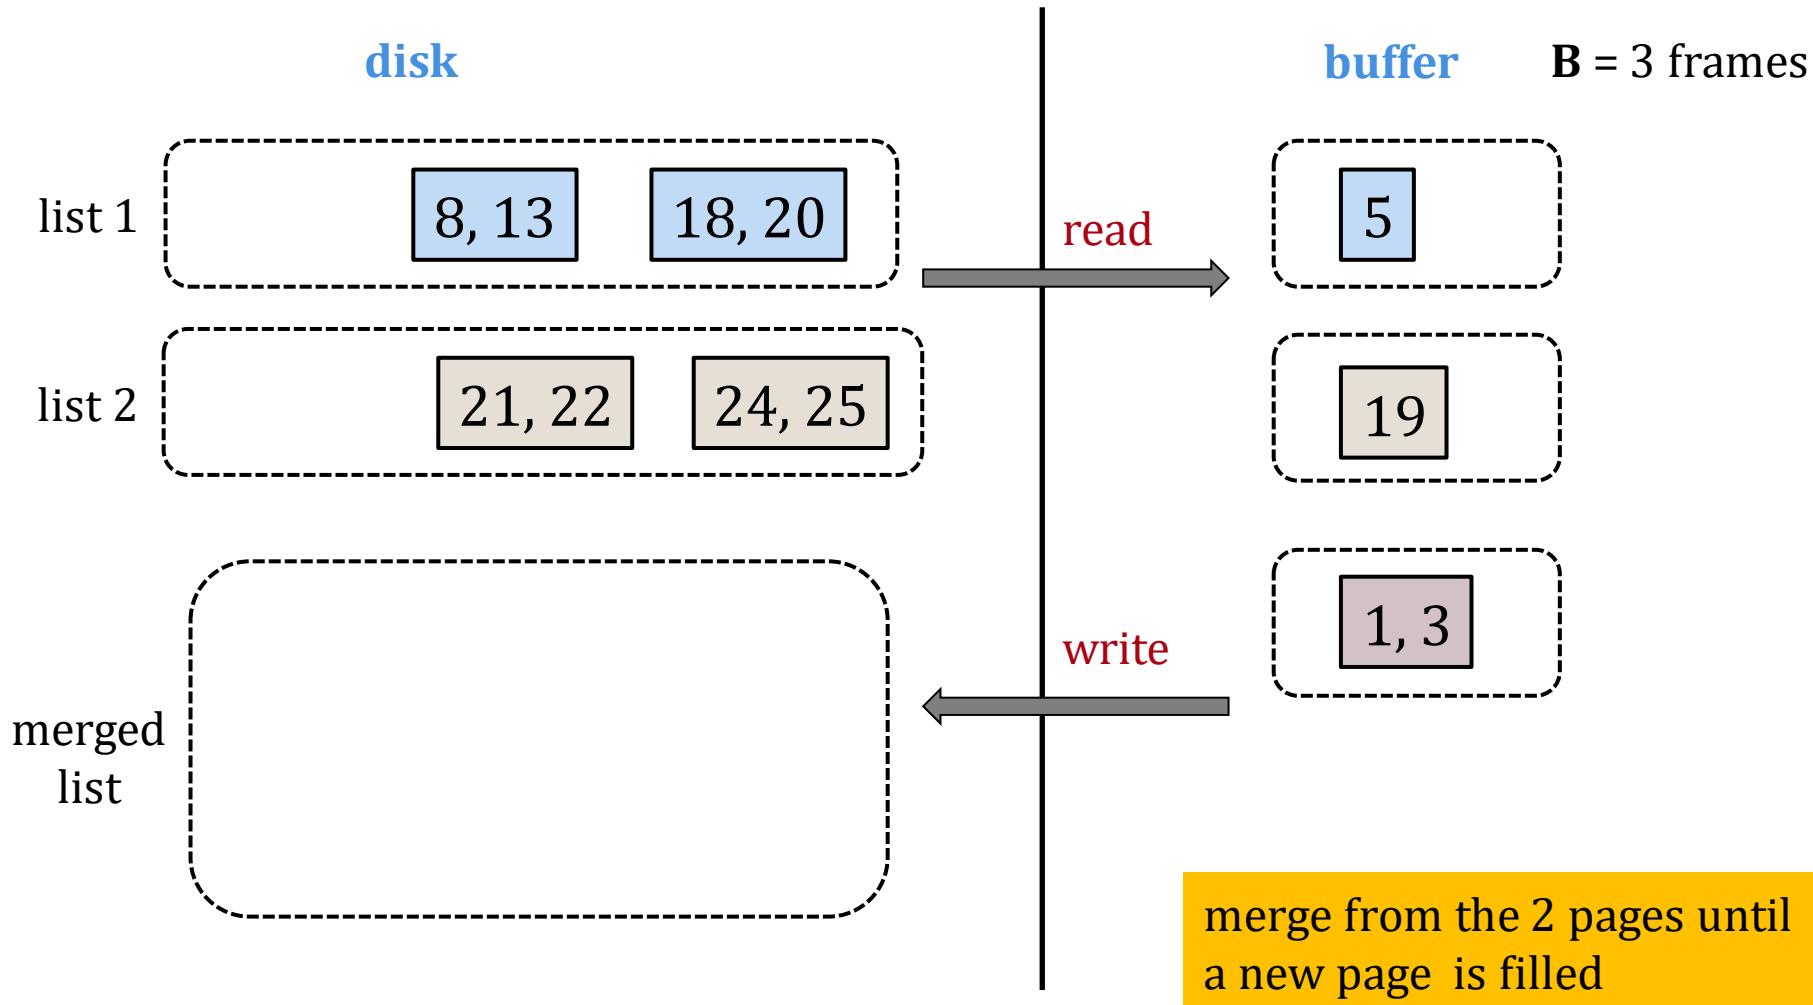 disk
buffer
B = 3 frames
list 1
8, 13
18, 20
read
5
list 2
21, 22
24, 25
19
1, 3
write
merged
list
merge from the 2 pages until
a new page is filled